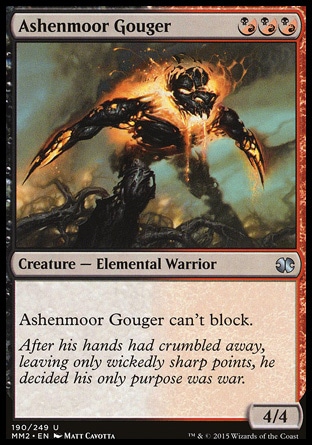 Ashenmoor Gouger
Creature — Elemental Warrior
Ashenmoor Gouger can't block.
After his hands had crumbled away,
leaving only wickedly sharp points, he
decided his only purpose was war.
4/4
190/249 U
MM2 • EN Matt Cavotta
™ & © 2015 Wizards of the Coast